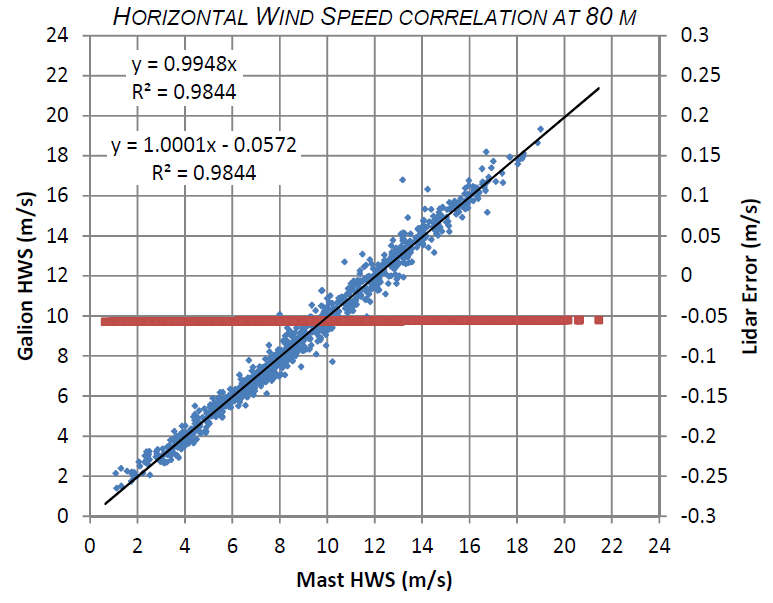 HORIZONTAL WIND SPEED CORRELATION AT 80 M
24
22
20
18
16
14
12
10
8
6
4
2
0
Galion HWS (m/s)
y = 0.9948x
R² = 0.9844
y = 1.0001x - 0.0572
R² = 0.9844
0.3
0.25
0.2
0.15
0.1
0.05
0
-0.05
-0.1
-0.15
-0.2
-0.25
-0.3
Lidar Error (m/s)
0 2 4 6 8 10 12 14 16 18 20 22 24
Mast HWS (m/s)